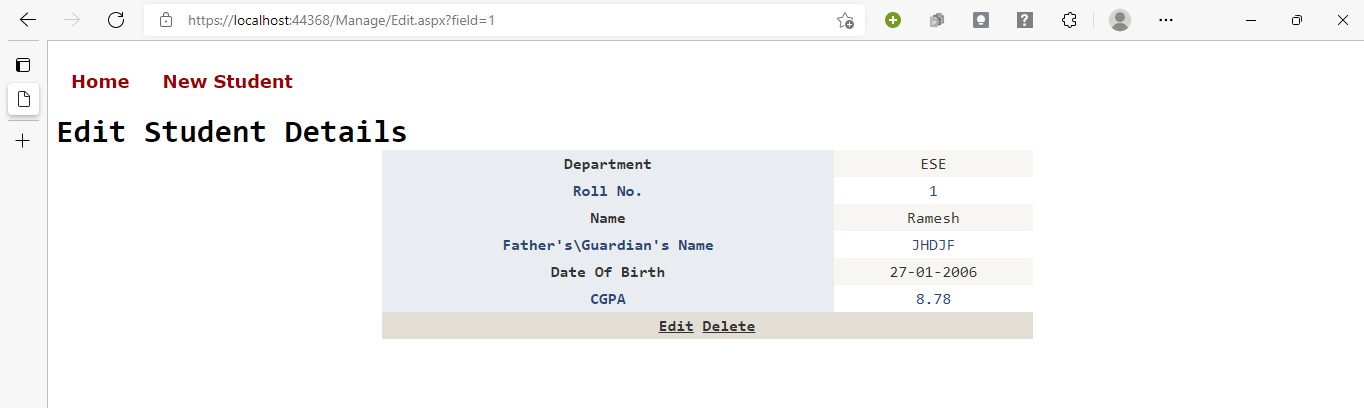 https://localhost:44368/Manage/Edit.aspx?field=1
Home New Student
Edit Student Details
Department ESE
Roll No. 1
Name Ramesh
Father's\Guardian's Name JHDJF
Date Of Birth 27-01-2006
CGPA 8.78
Edit Delete